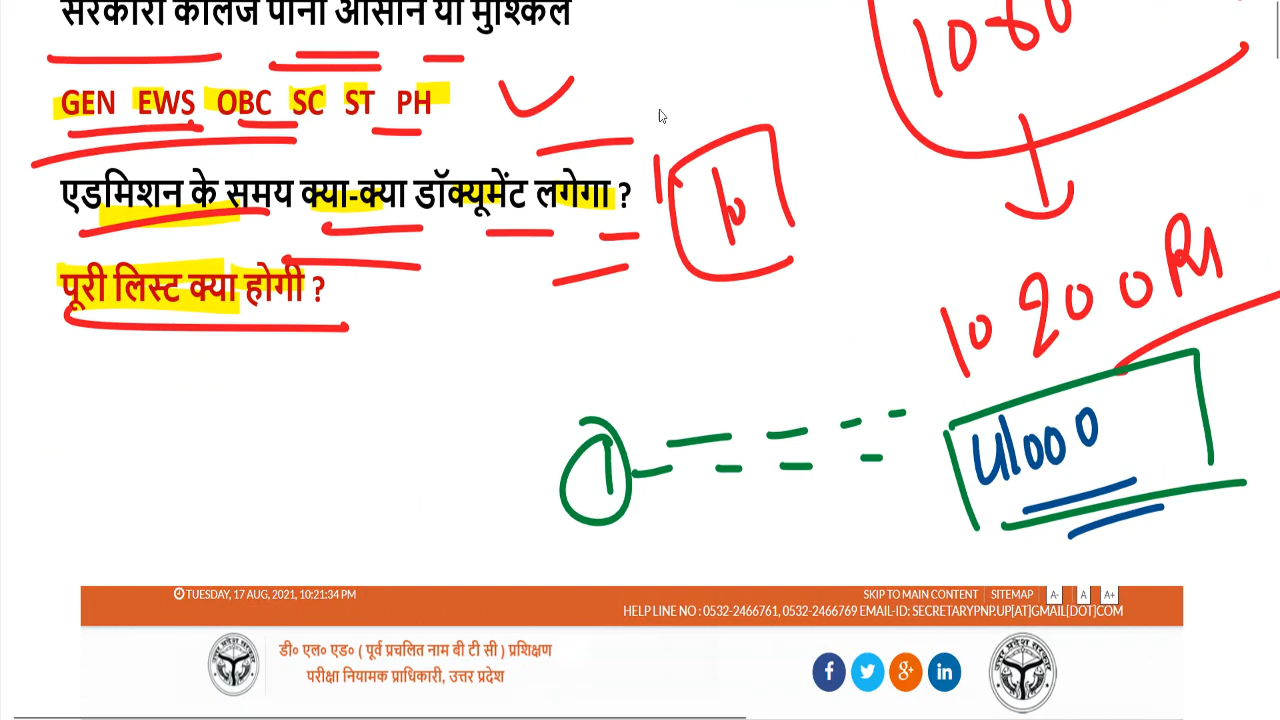 सरकारी कॉलेज पाना आसान या मुश्किल
GEN EWS OBC SC ST PH
एडमिशन के समय क्या-क्या डॉक्यूमेंट लगेगा ?
पूरी लिस्ट क्या होगी ?
10200
TUESDAY, 17 AUG, 2021, 10:21:34 PM
SKIP TO MAIN CONTENT SITEMAP A- A A+
HELP LINE NO : 0532-2466761, 0532-2466769 EMAIL-ID: SECRETARYPNP.UP[AT]GMAIL[DOT]COM
डी० एल० एड० ( पूर्व प्रचलित नाम बी टी सी ) प्रशिक्षण
परीक्षा नियामक प्राधिकारी, उत्तर प्रदेश